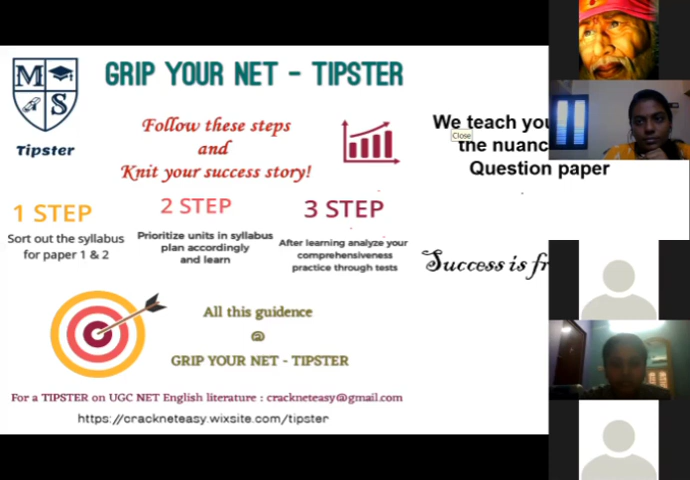 M
S
Tipster
GRIP YOUR NET - TIPSTER
Follow these steps
and
Knit your success story!
We teach you
Close
the nuanc
Question paper
1 STEP
Sort out the syllabus
for paper 1 & 2
2 STEP
Prioritize units in syllabus
plan accordingly
and learn
3 STEP
After learning analyze your
comprehensiveness
practice through tests
Success is fr
All this guidence
@
GRIP YOUR NET - TIPSTER
For a TIPSTER on UGC NET English literature : crackneteasy@gmail.com
https://crackneteasy.wixsite.com/tipster